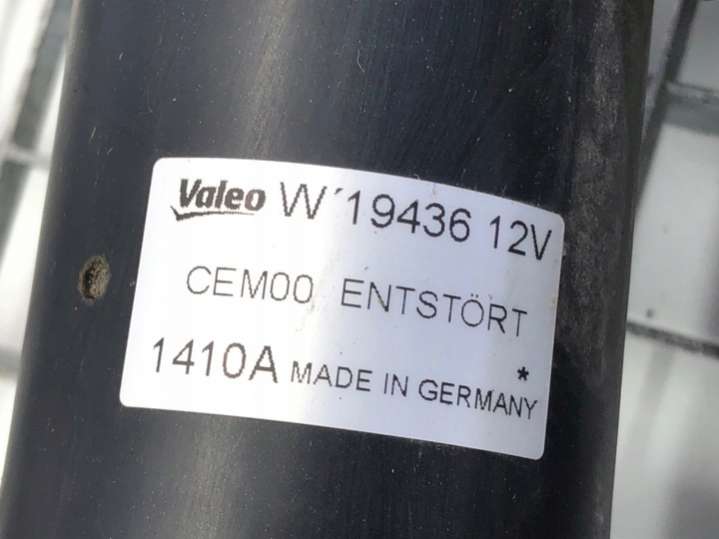 Valeo W´19436 12V
CEM00 ENTSTÖRT
1410A MADE IN GERMANY *